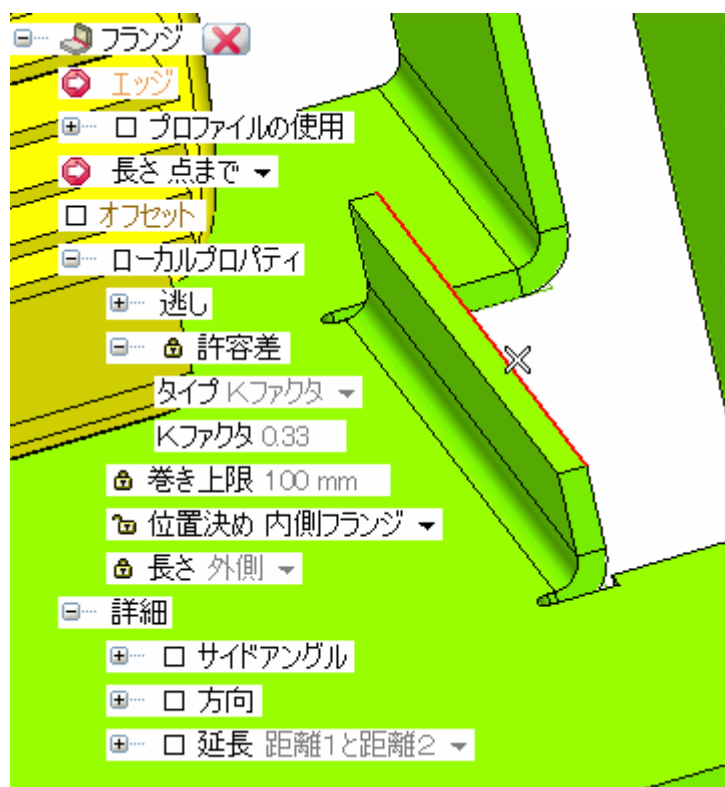 フランジ
エッジ
プロファイルの使用
長さ 点まで
オフセット
ローカルプロパティ
逃し
許容差
タイプ Kファクタ
Kファクタ 0.33
巻き上限 100 mm
位置決め 内側フランジ
長さ 外側
詳細
サイドアングル
方向
延長 距離1と距離2